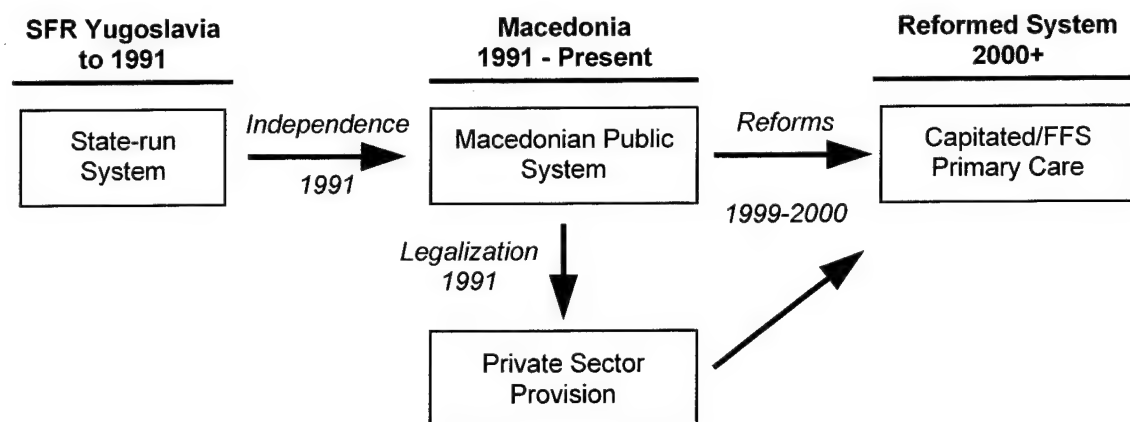 SFR Yugoslavia
to 1991
Macedonia
1991 - Present
Reformed System
2000+
State-run
System
Independence
1991
Macedonian Public
System
Reforms
1999-2000
Capitated/FFS
Primary Care
Legalization
1991
Private Sector
Provision